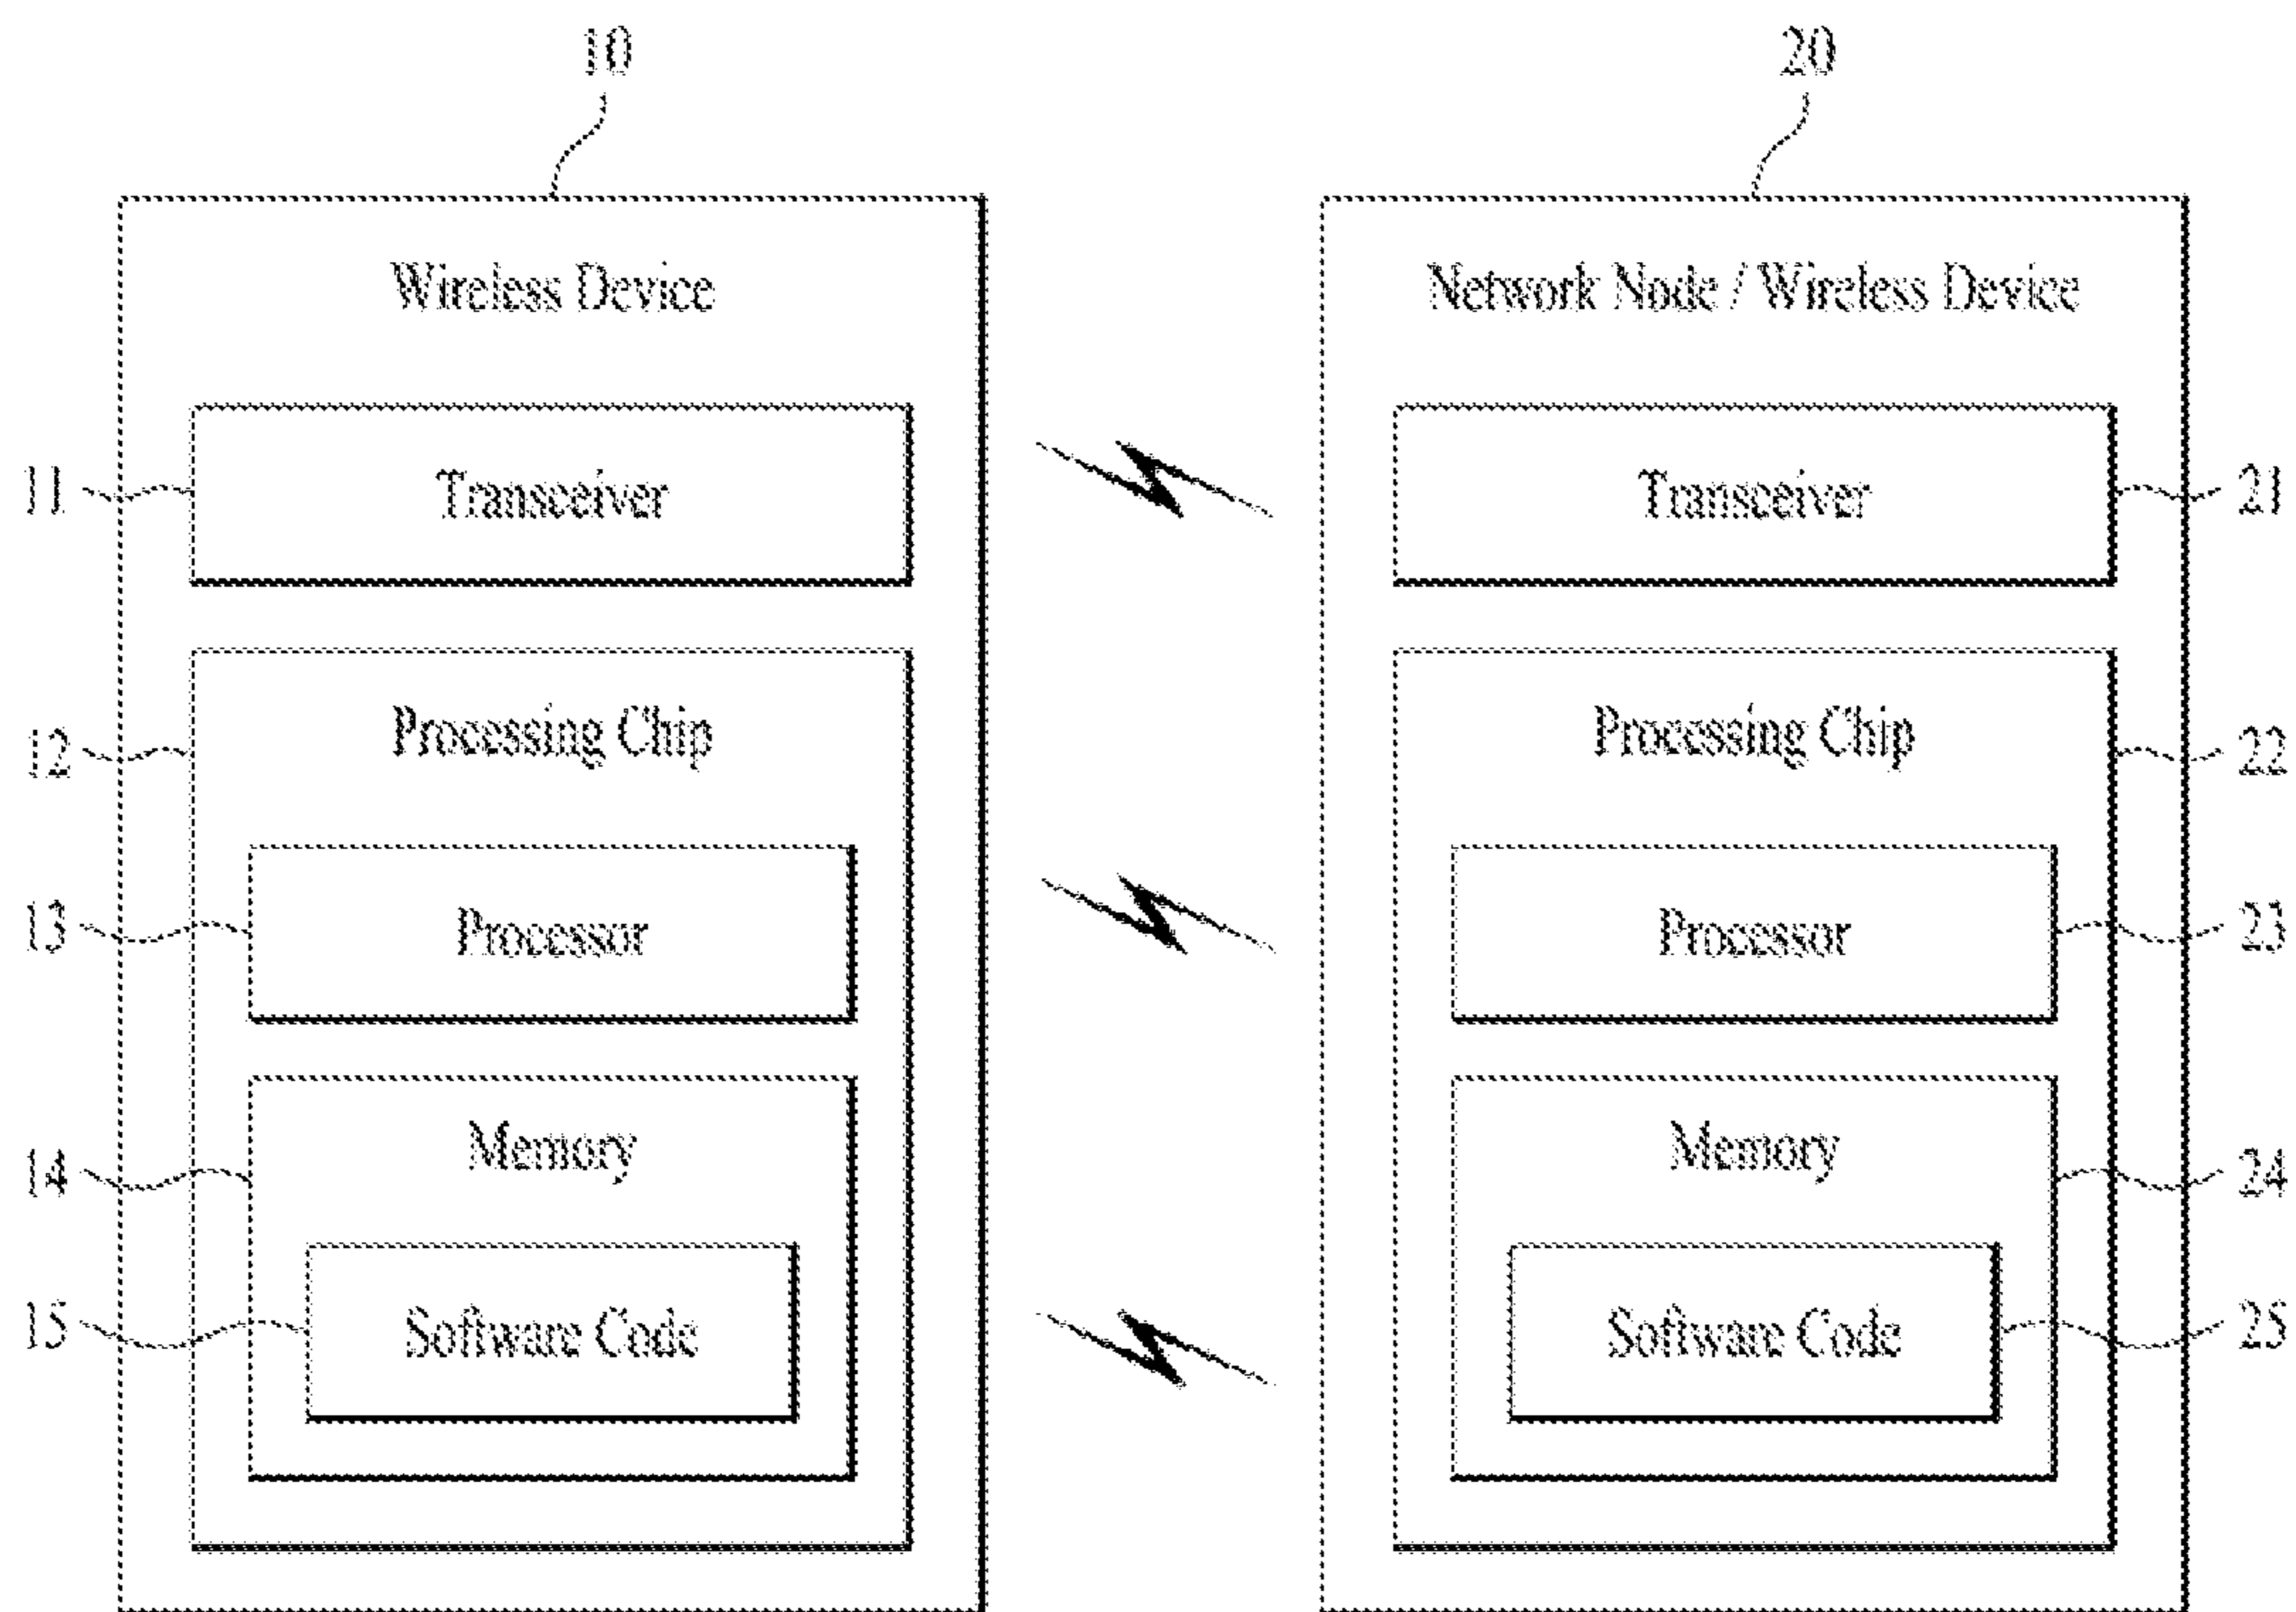 10
20
Wireless Device
Network Node / Wireless Device
11
Transceiver
Transceiver
21
12
Processing Chip
Processing Chip
22
13
Processor
Processor
23
14
Memory
Memory
24
15
Software Code
Software Code
25